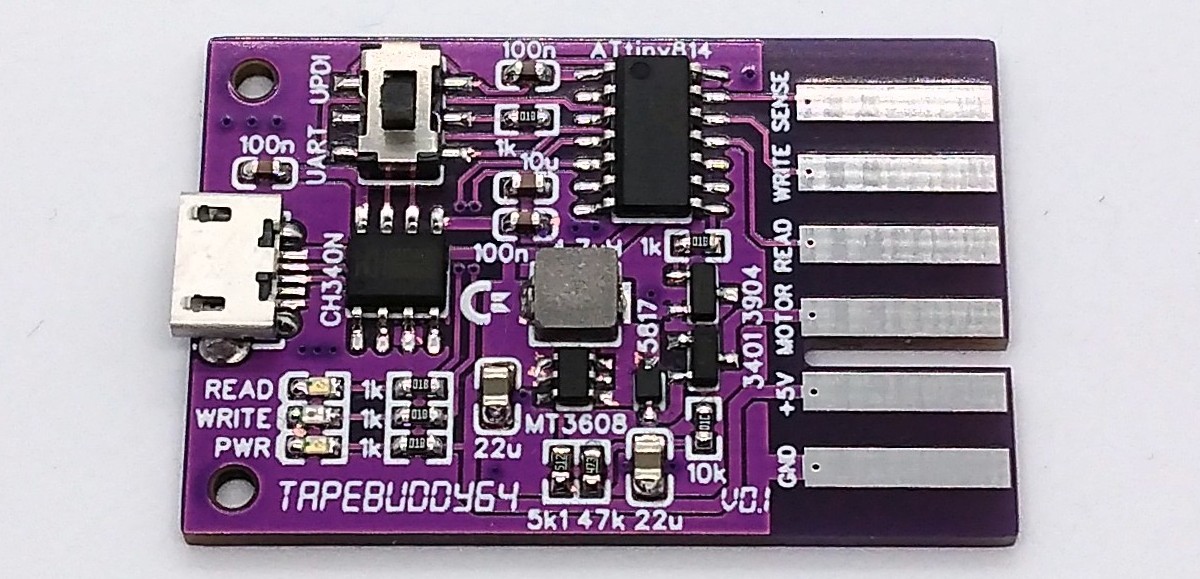 100n
ATtiny814
UPDI
UART
SENSE
100n
1k
10u
WRITE
CH340N
100n
4.7uH
1k
READ
5817
3401
3904
MOTOR
READ
1k
WRITE
1k
PWR
1k
22u
MT3608
10k
+5V
GND
TAPEBUDDY64
V0.1
5k1 47k 22u